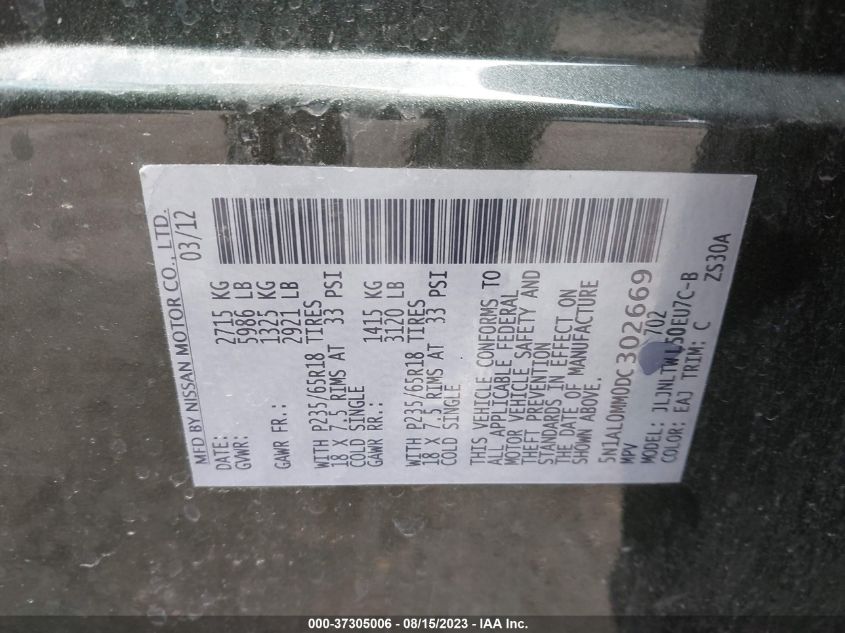 MFD BY NISSAN MOTOR CO., LTD.
DATE: 03/12
GVWR: 2715 KG
5986 LB
GAWR FR.: 1325 KG
2921 LB
WITH P235/65R18 TIRES
18 X 7.5 RIMS AT 33 PSI
COLD SINGLE
GAWR RR.: 1415 KG
3120 LB
WITH P235/65R18 TIRES
18 X 7.5 RIMS AT 33 PSI
COLD SINGLE
THIS VEHICLE CONFORMS TO
ALL APPLICABLE FEDERAL
MOTOR VEHICLE SAFETY AND
THEFT PREVENTION
STANDARDS IN EFFECT ON
THE DATE OF MANUFACTURE
SHOWN ABOVE.
5N1AL0MM0DC302669
MPV 702
MODEL: JLJNLTWL50EU7C-B
COLOR: EAJ TRIM: C ZS30A
000-37305006 - 08/15/2023 - IAA Inc.